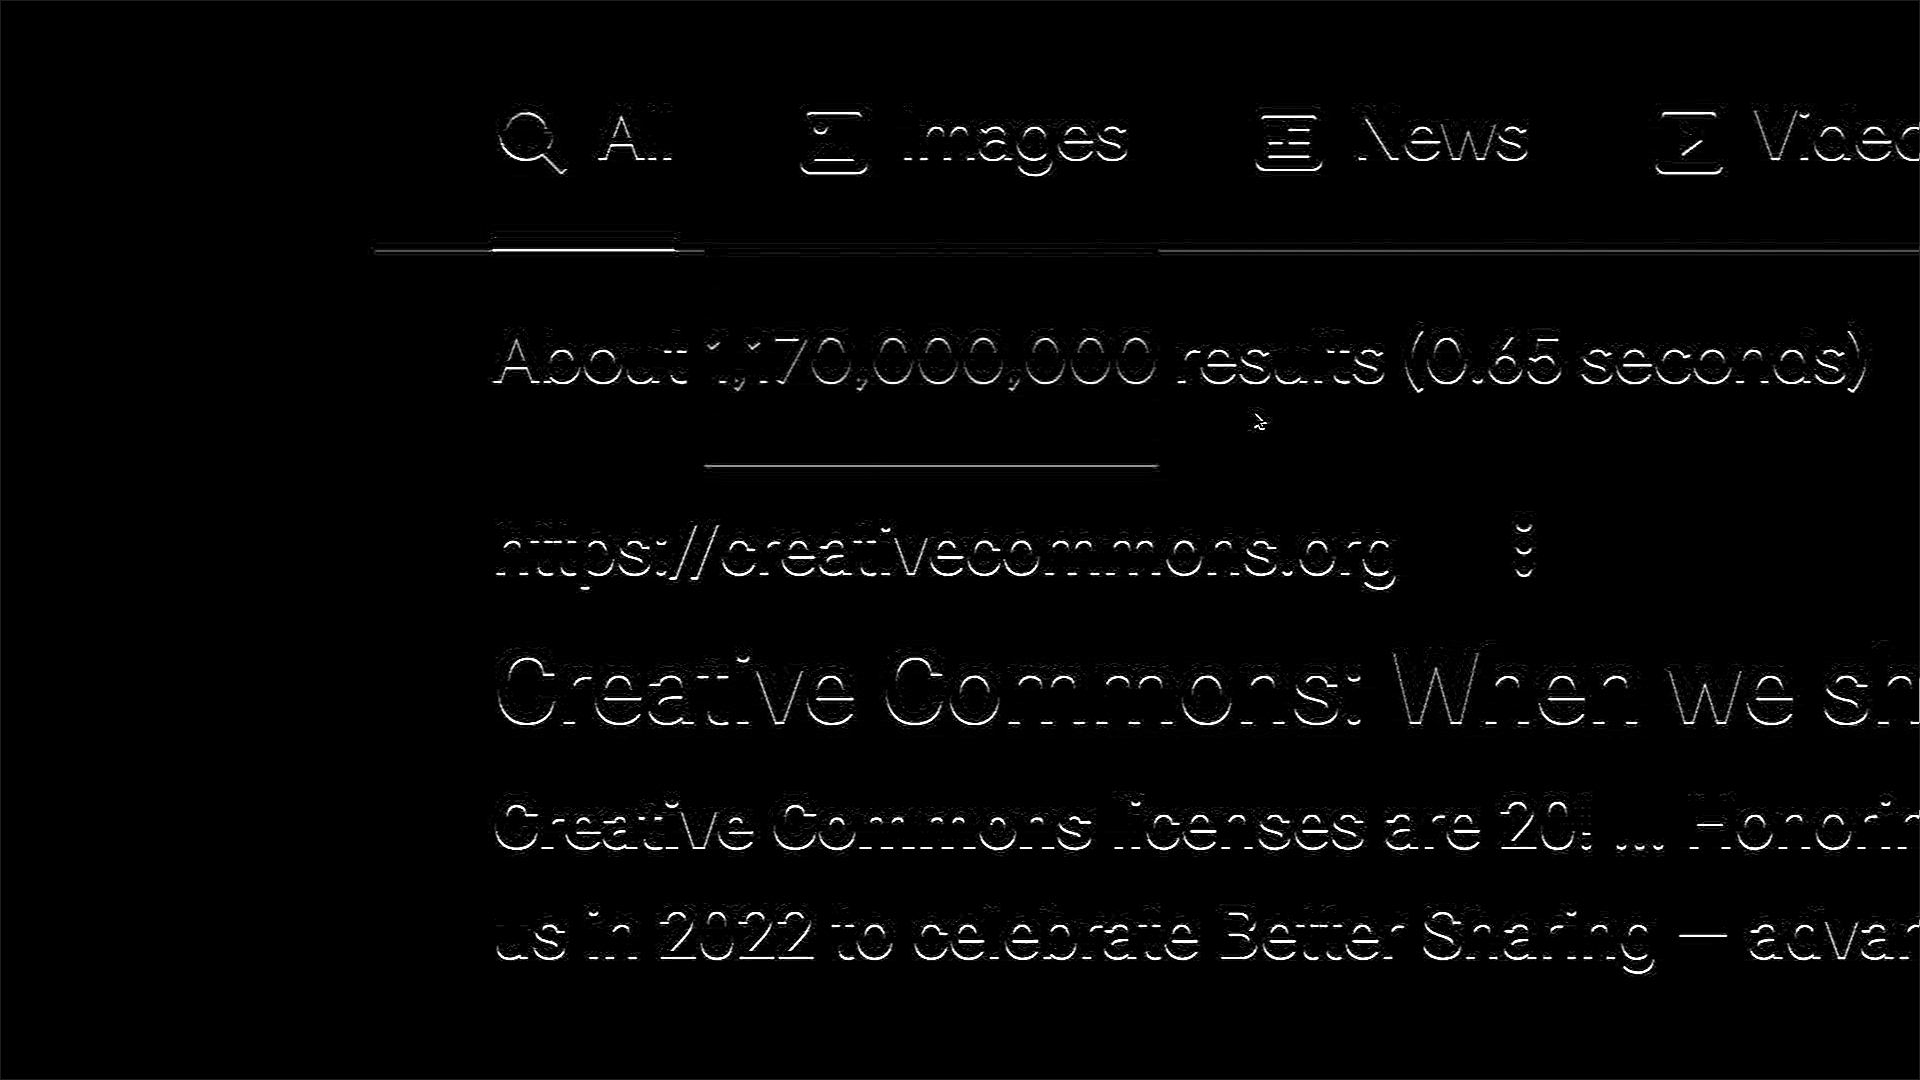 All Images News Video
About 1,170,000,000 results (0.65 seconds)
https://creativecommons.org
Creative Commons: When we sh
Creative Commons licenses are 20! ... Honorin
us in 2022 to celebrate Better Sharing — advan